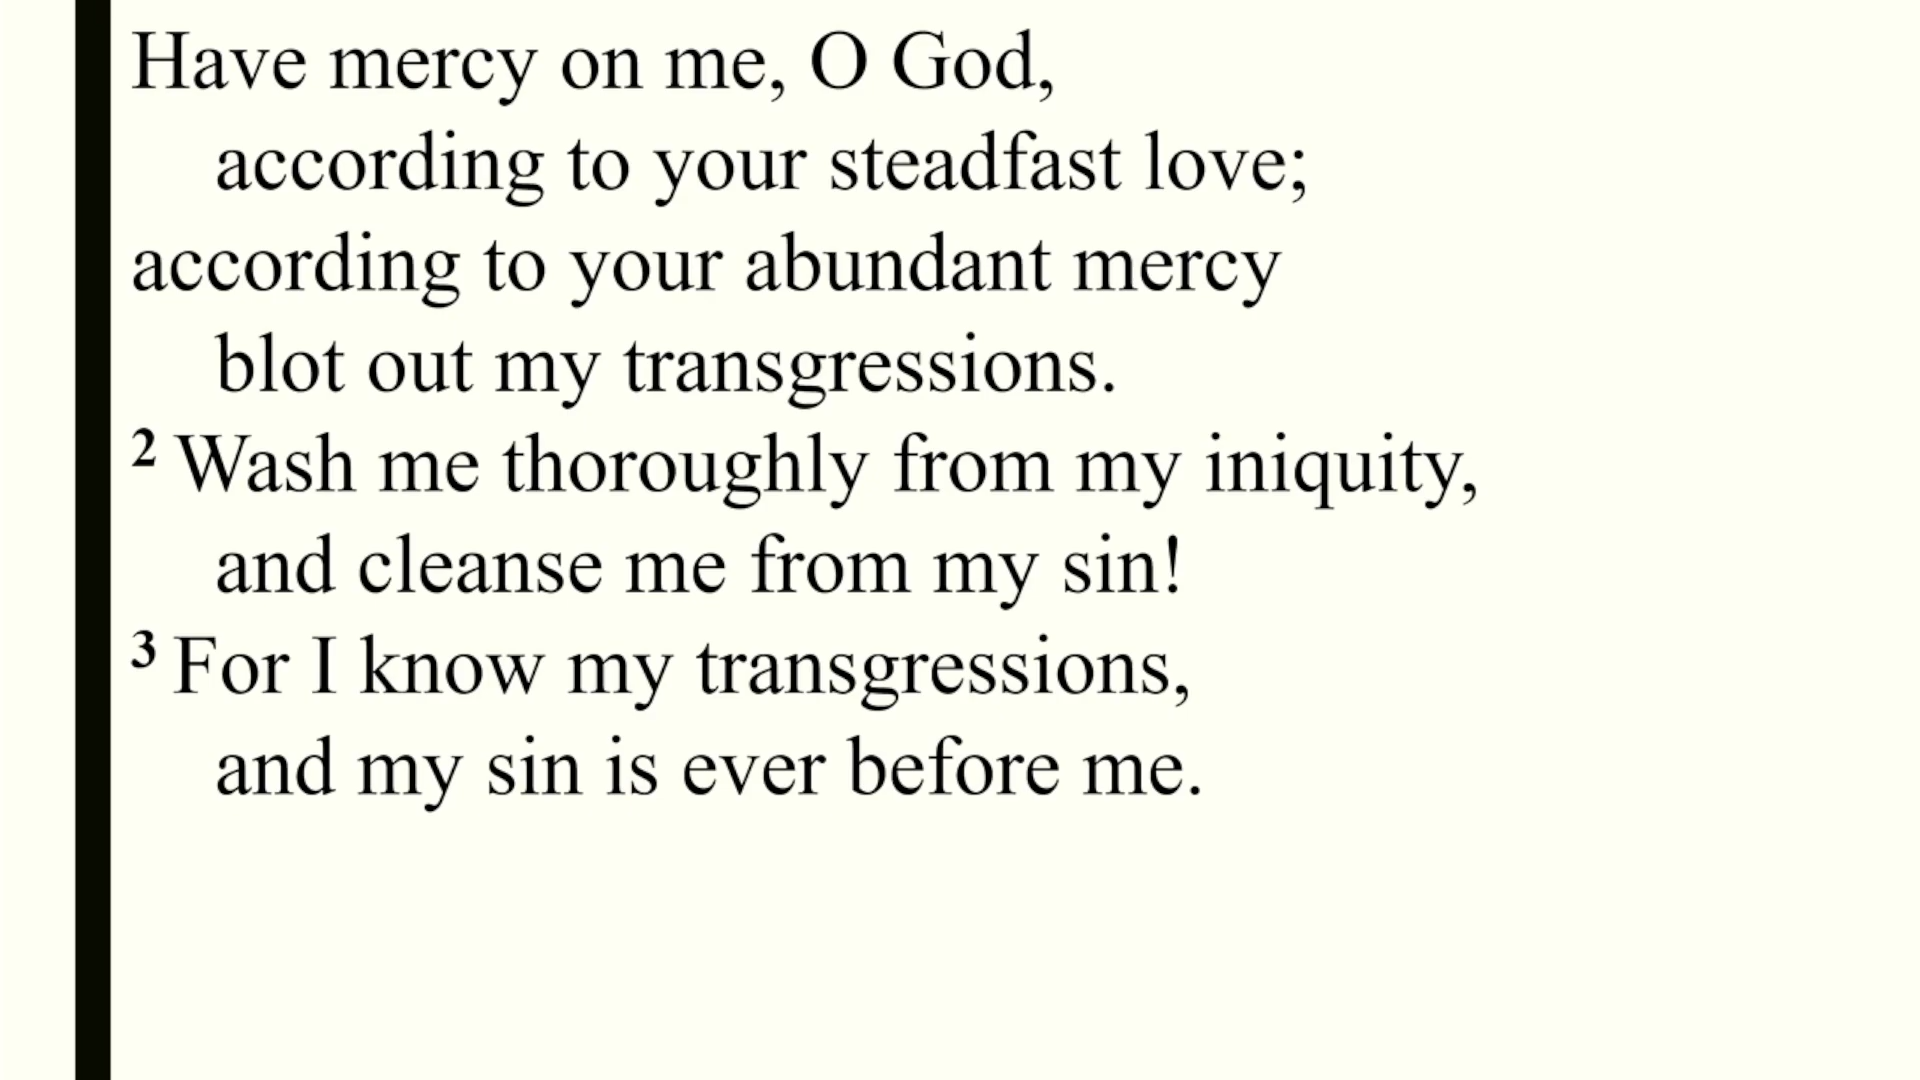 Have mercy on me, O God,
according to your steadfast love;
according to your abundant mercy
blot out my transgressions.
2 Wash me thoroughly from my iniquity,
and cleanse me from my sin!
3 For I know my transgressions,
and my sin is ever before me.